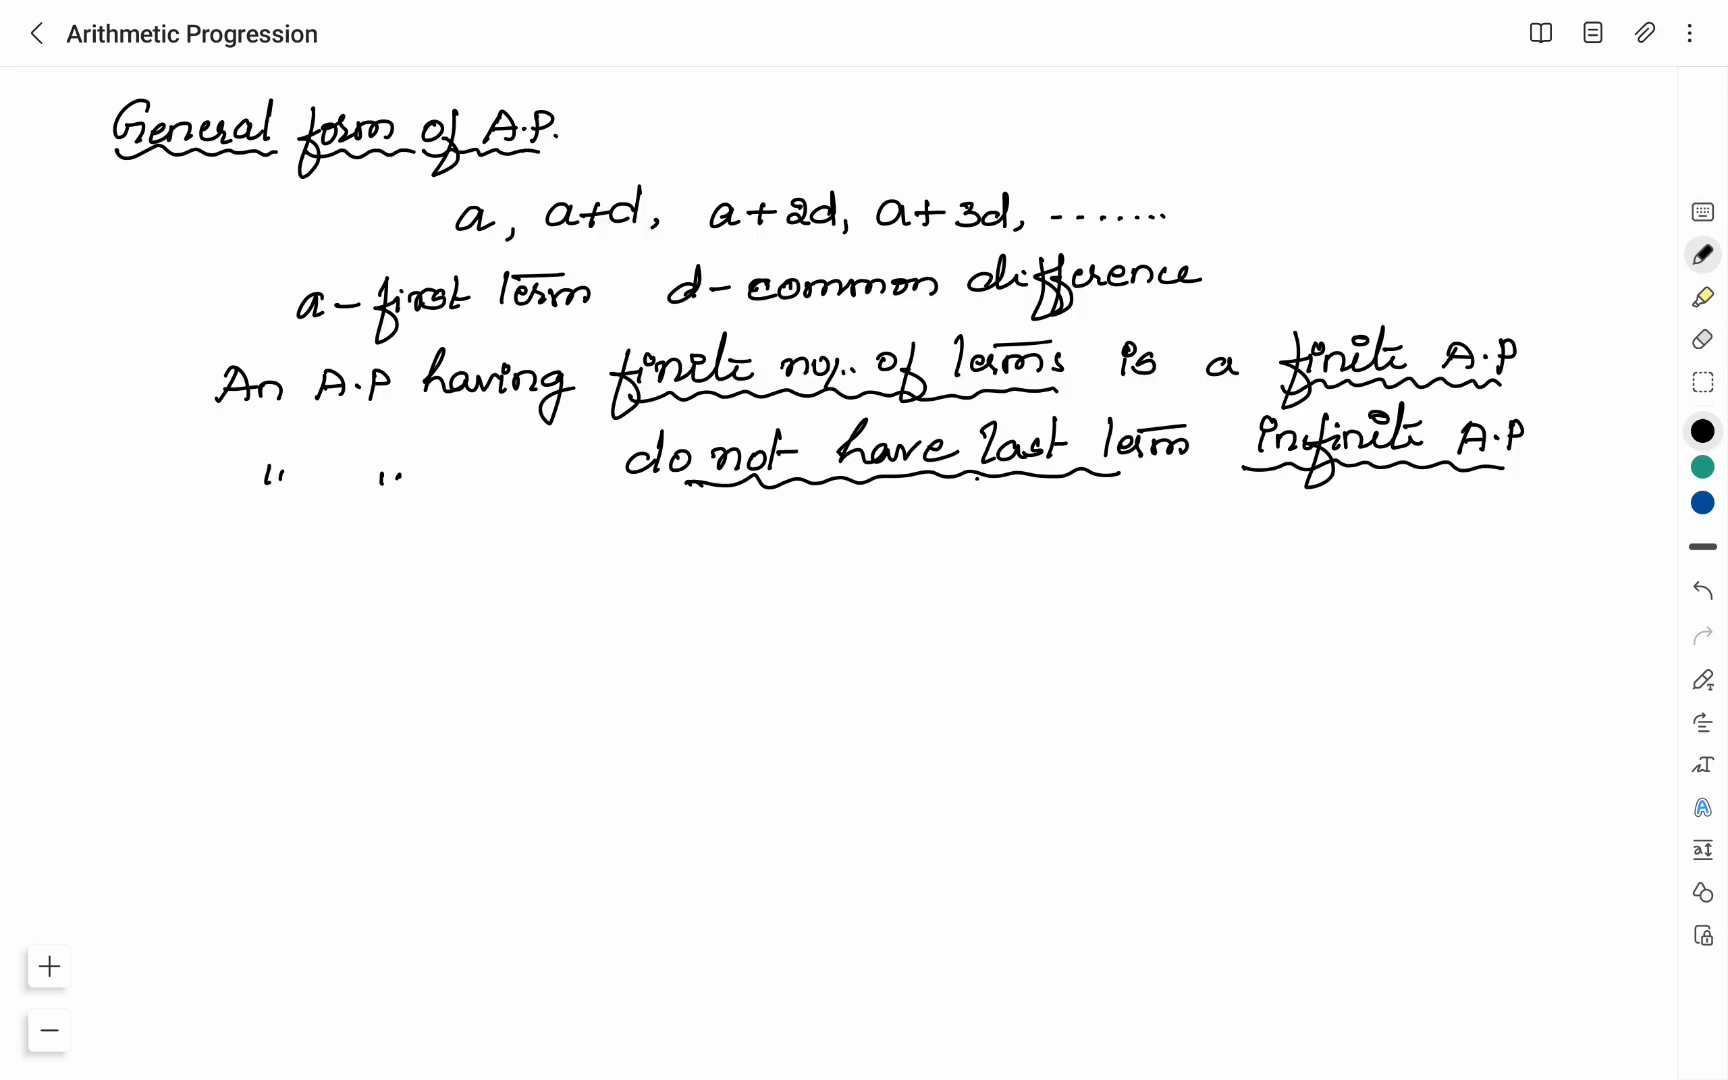 Arithmetic Progression
General form of A.P.
a, a+d, a+2d, a+3d, .......
a - first term d - common difference
An A.P having finite no. of terms is a finite A.P
" " do not have last term infinite A.P